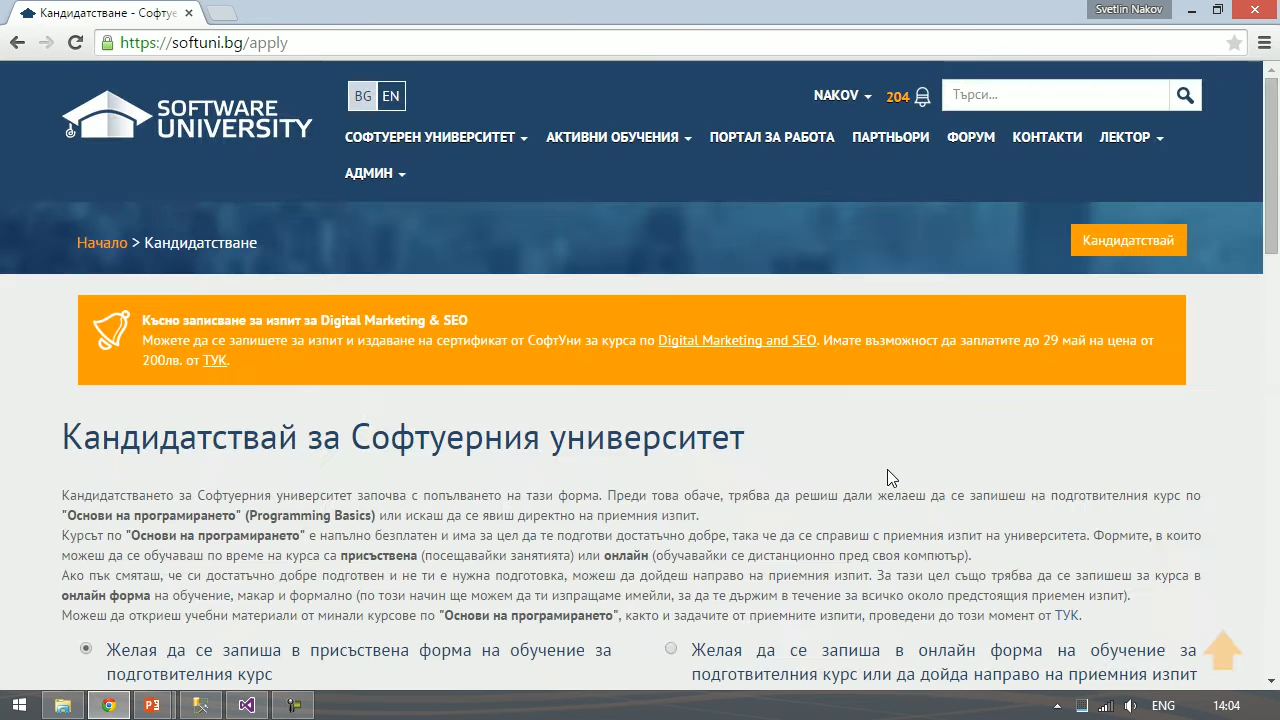 Кандидатстване - Софтуе
Svetlin Nakov
https://softuni.bg/apply
SOFTWARE
UNIVERSITY
BG EN
NAKOV
204
Търси...
СОФТУЕРЕН УНИВЕРСИТЕТ АКТИВНИ ОБУЧЕНИЯ ПОРТАЛ ЗА РАБОТА ПАРТНЬОРИ ФОРУМ КОНТАКТИ ЛЕКТОР
АДМИН
Начало > Кандидатстване
Кандидатствай
Късно записване за изпит за Digital Marketing & SEO
Можете да се запишете за изпит и издаване на сертификат от СофтУни за курса по Digital Marketing and SEO. Имате възможност да заплатите до 29 май на цена от
200лв. от ТУК.
Кандидатствай за Софтуерния университет
Кандидатстването за Софтуерния университет започва с попълването на тази форма. Преди това обаче, трябва да решиш дали желаеш да се запишеш на подготвителния курс по
"Основи на програмирането" (Programming Basics) или искаш да се явиш директно на приемния изпит.
Курсът по "Основи на програмирането" е напълно безплатен и има за цел да те подготви достатъчно добре, така че да се справиш с приемния изпит на университета. Формите, в които
можеш да се обучаваш по време на курса са присъствена (посещавайки занятията) или онлайн (обучавайки се дистанционно пред своя компютър).
Ако пък смяташ, че си достатъчно добре подготвен и не ти е нужна подготовка, можеш да дойдеш направо на приемния изпит. За тази цел също трябва да се запишеш за курса в
онлайн форма на обучение, макар и формално (по този начин ще можем да ти изпращаме имейли, за да те държим в течение за всичко около предстоящия приемен изпит).
Можеш да откриеш учебни материали от минали курсове по "Основи на програмирането", както и задачите от приемните изпити, проведени до този момент от ТУК.
Желая да се запиша в присъствена форма на обучение за
подготвителния курс
Желая да се запиша в онлайн форма на обучение за
подготвителния курс или да дойда направо на приемния изпит
ENG
14:04